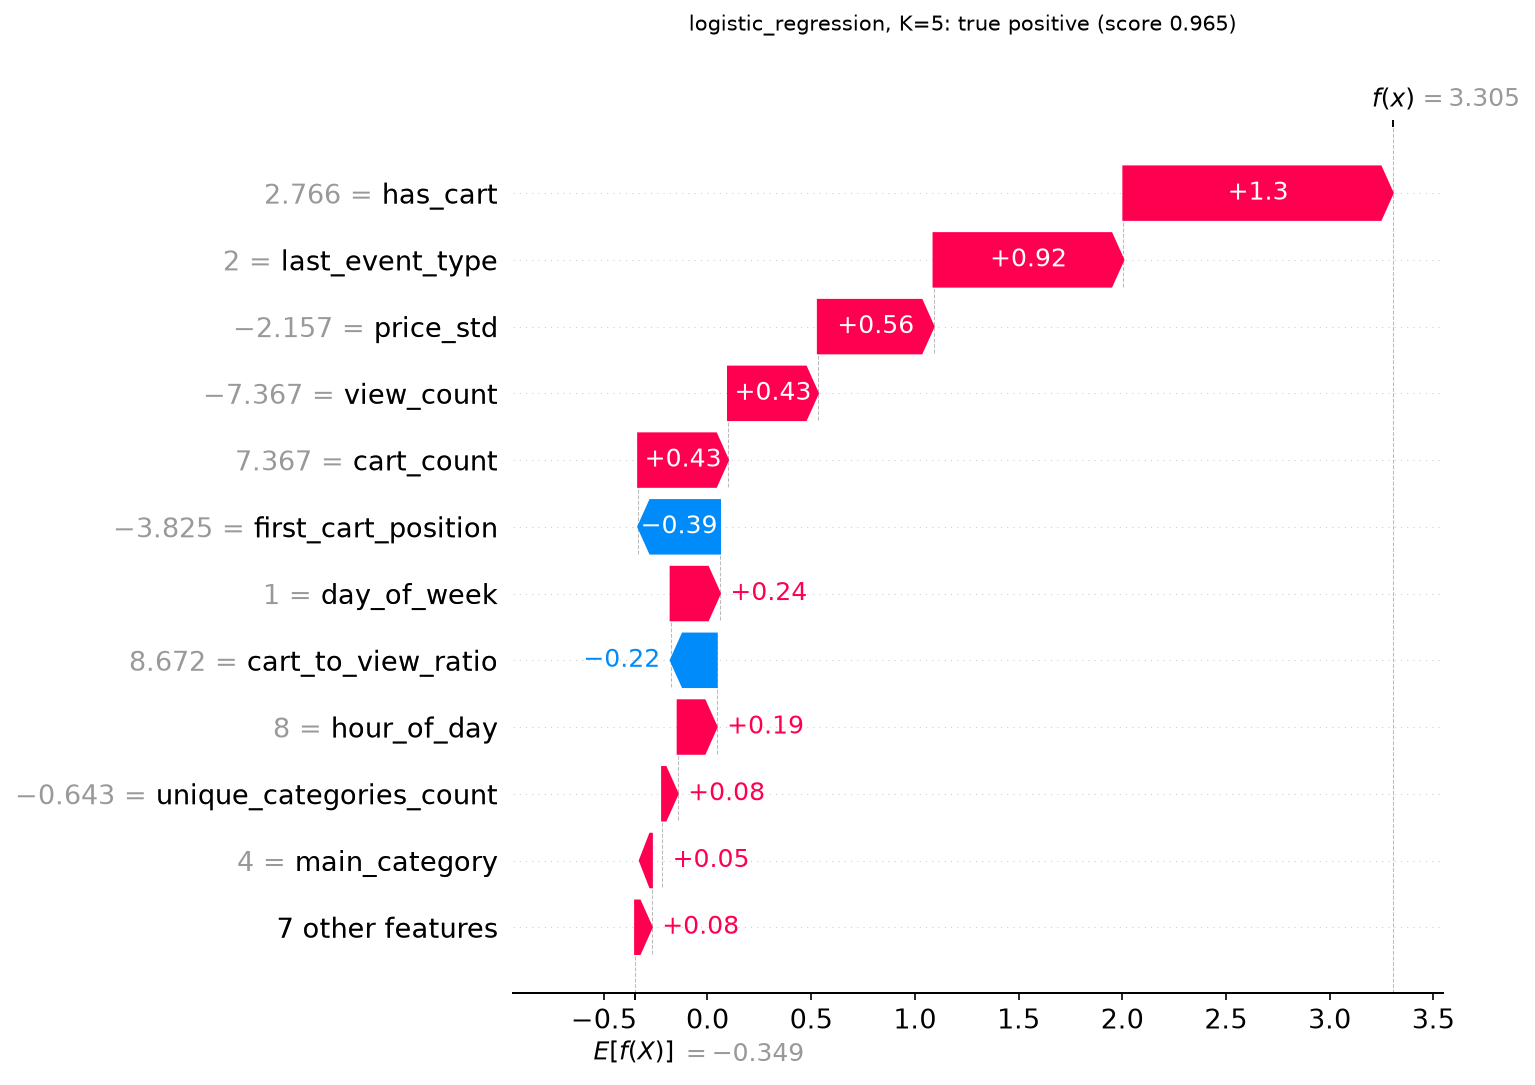 logistic_regression, K=5: true positive (score 0.965)
f(x) = 3.305
2.766 = has_cart +1.3
2 = last_event_type +0.92
−2.157 = price_std +0.56
−7.367 = view_count +0.43
7.367 = cart_count +0.43
−3.825 = first_cart_position −0.39
1 = day_of_week +0.24
8.672 = cart_to_view_ratio −0.22
8 = hour_of_day +0.19
−0.643 = unique_categories_count +0.08
4 = main_category +0.05
7 other features +0.08
−0.5 0.0 0.5 1.0 1.5 2.0 2.5 3.0 3.5
E[f(X)] = −0.349